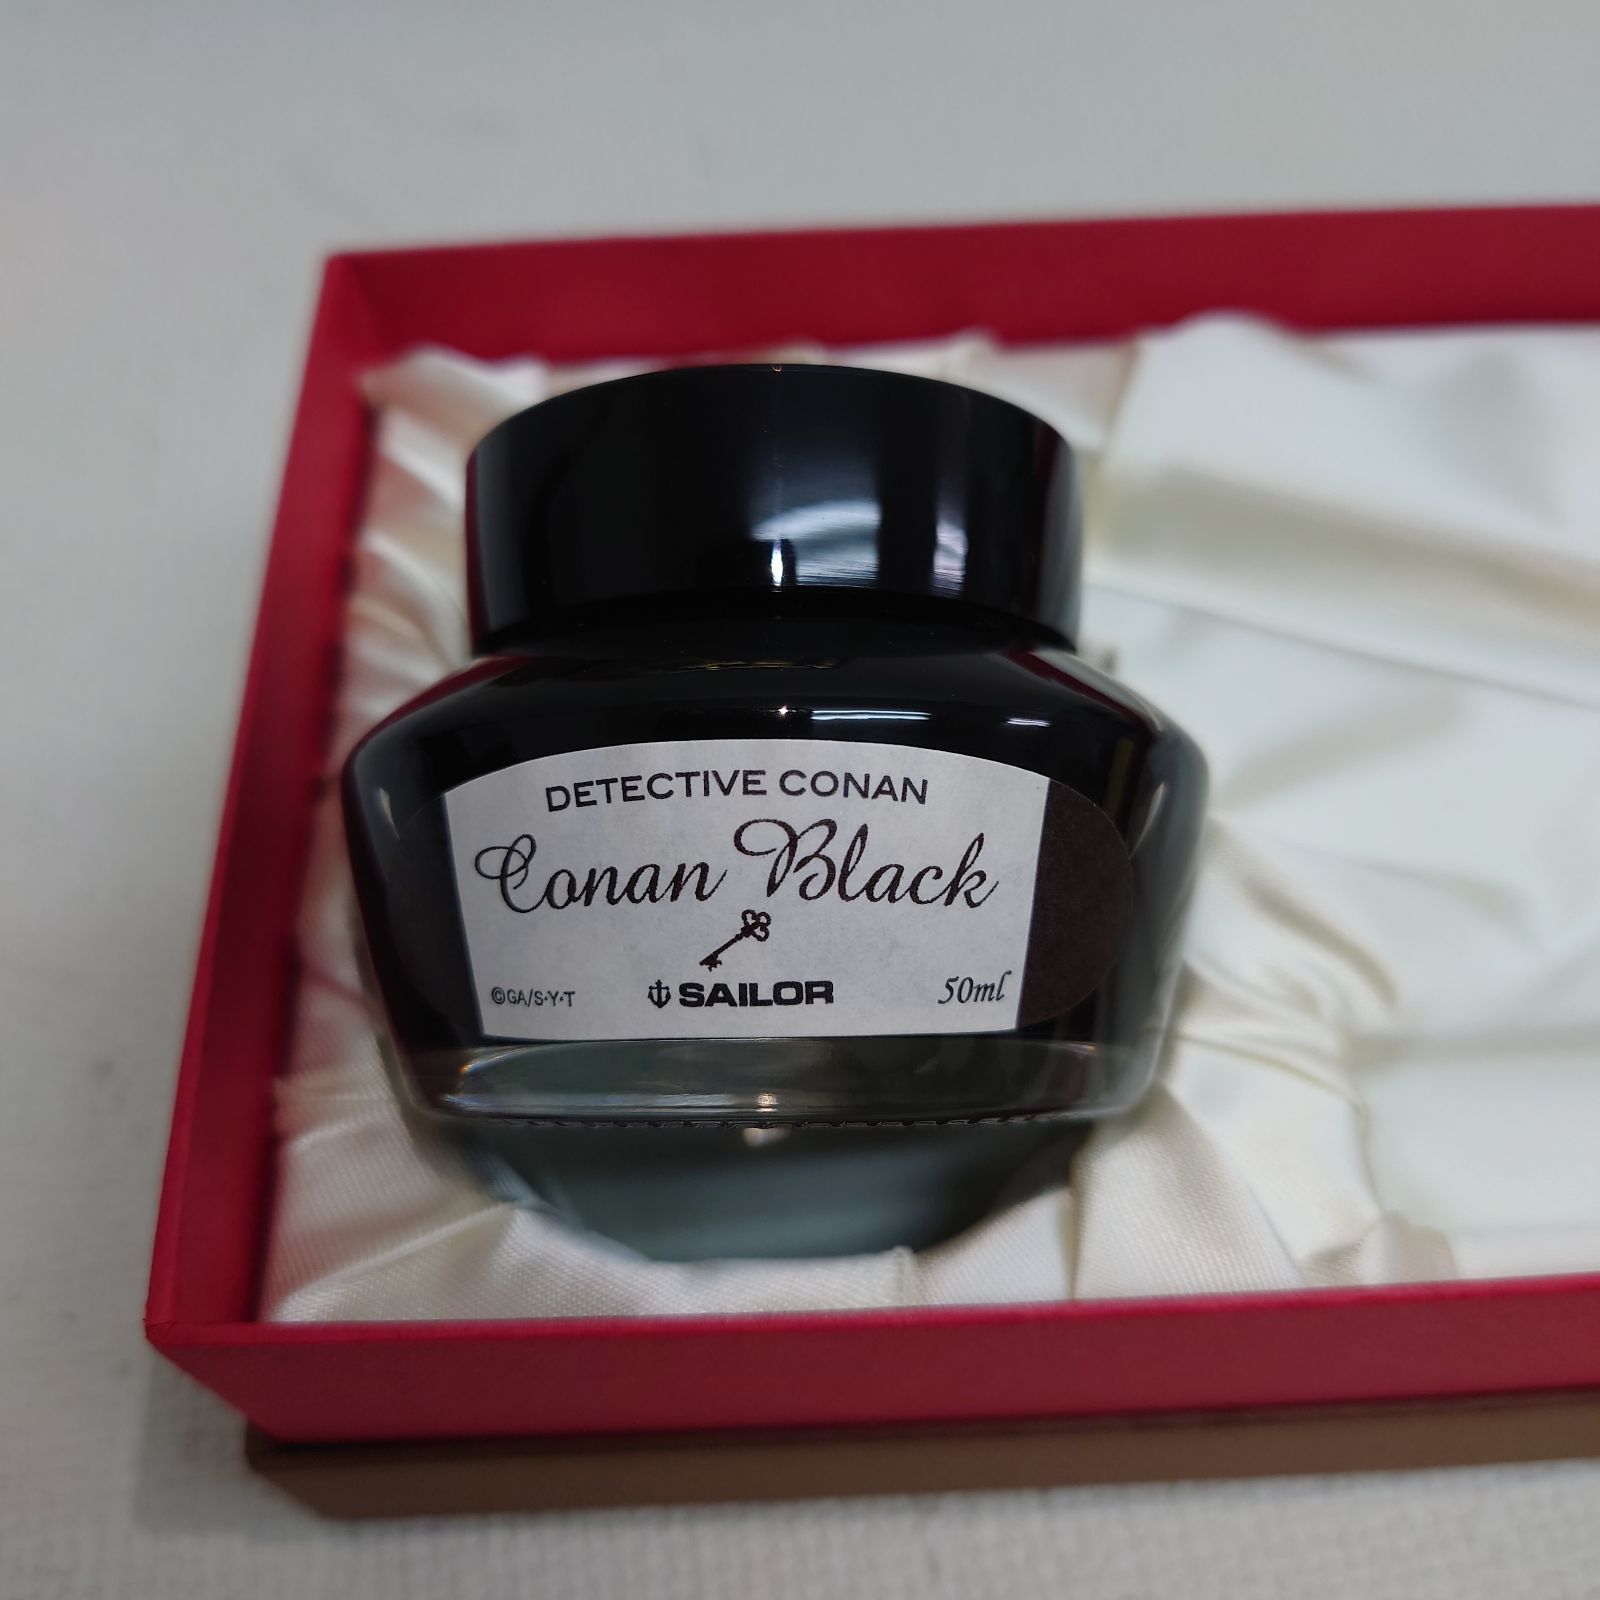 DETECTIVE CONAN
Conan Black
©GA/S·Y·T SAILOR 50ml